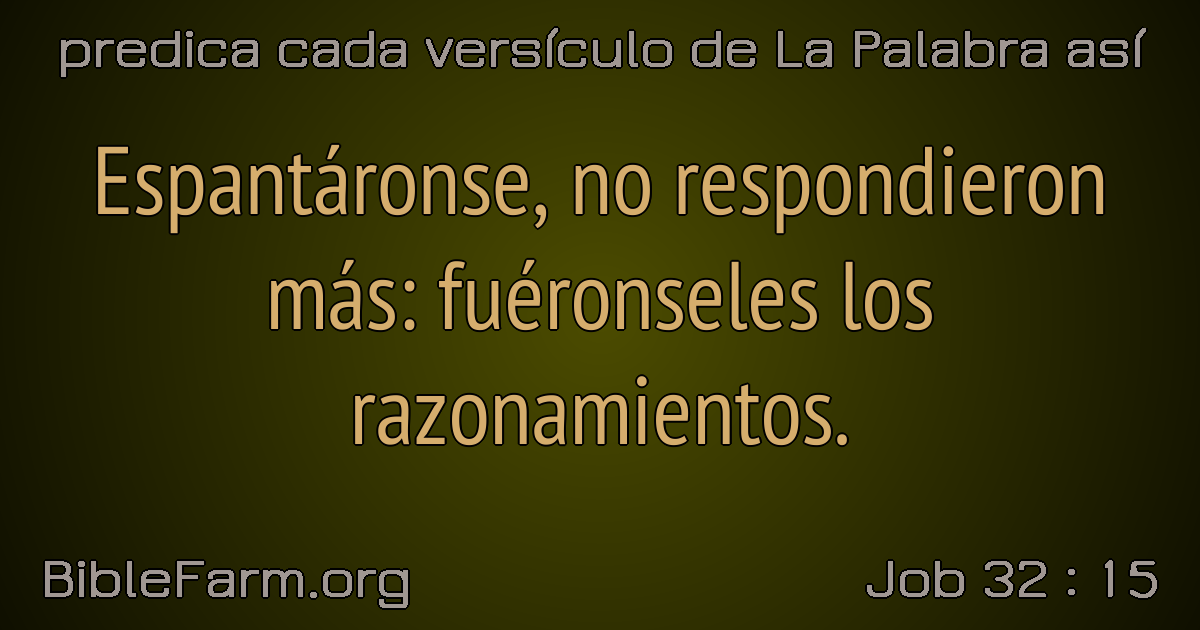 predica cada versículo de La Palabra así
Espantáronse, no respondieron
más: fuéronseles los
razonamientos.
BibleFarm.org
Job 32 : 15